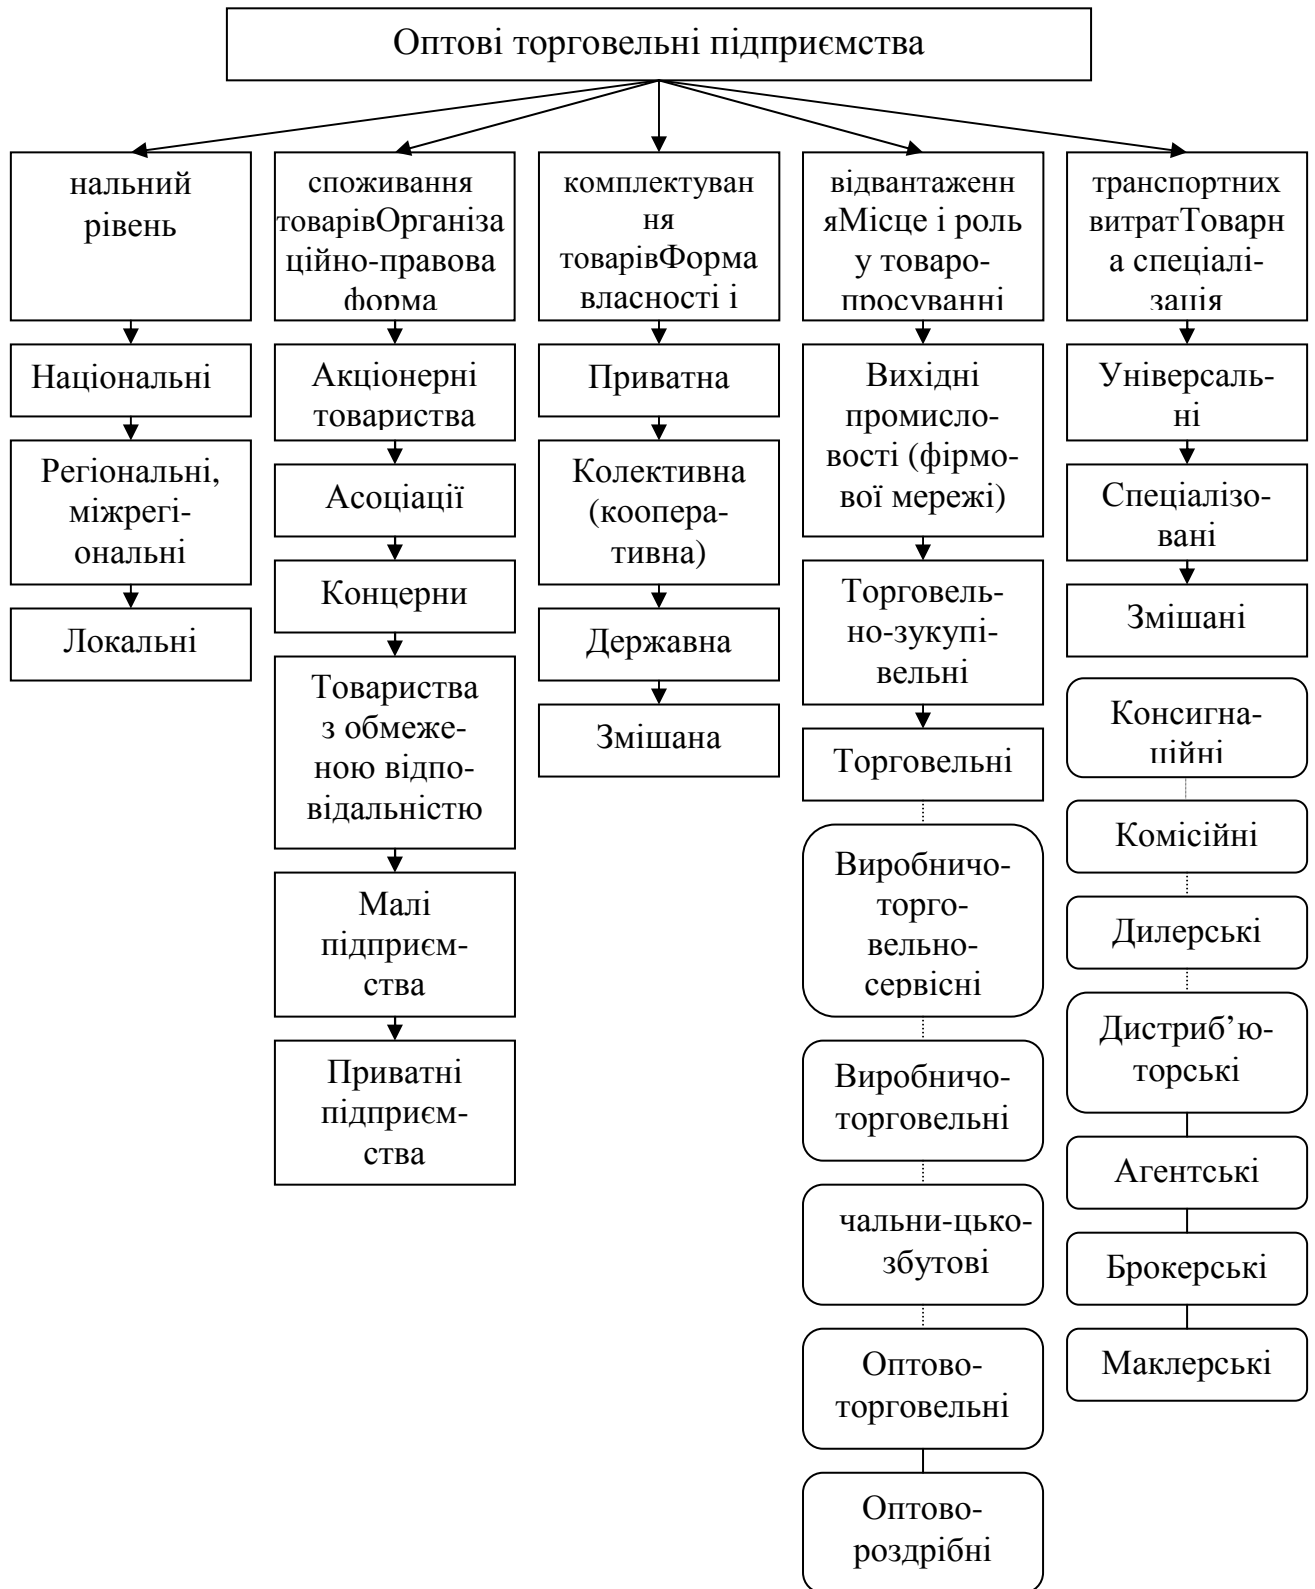 Оптові торговельні підприємства
нальний
рівень
Національні
Регіональні,
міжрегі-
ональні
Локальні
споживання
товарівОрганіза
ційно-правова
форма
Акціонерні
товариства
Асоціації
Концерни
Товариства
з обмеже-
ною відпо-
відальністю
Малі
підприєм-
ства
Приватні
підприєм-
ства
комплектуван
ня
товарівФорма
власності і
Приватна
Колективна
(коопера-
тивна)
Державна
Змішана
відвантаженн
яМісце і роль
у товаро-
просуванні
Вихідні
промисло-
вості (фірмо-
вої мережі)
Торговель-
но-зукупі-
вельні
Торговельні
Виробничо-
торго-
вельно-
сервісні
Виробничо-
торговельні
чальни-цько-
збутові
Оптово-
торговельні
Оптово-
роздрібні
транспортних
витратТоварн
а спеціалі-
зація
Універсаль-
ні
Спеціалізо-
вані
Змішані
Консигна-
ційні
Комісійні
Дилерські
Дистриб’ю-
торські
Агентські
Брокерські
Маклерські